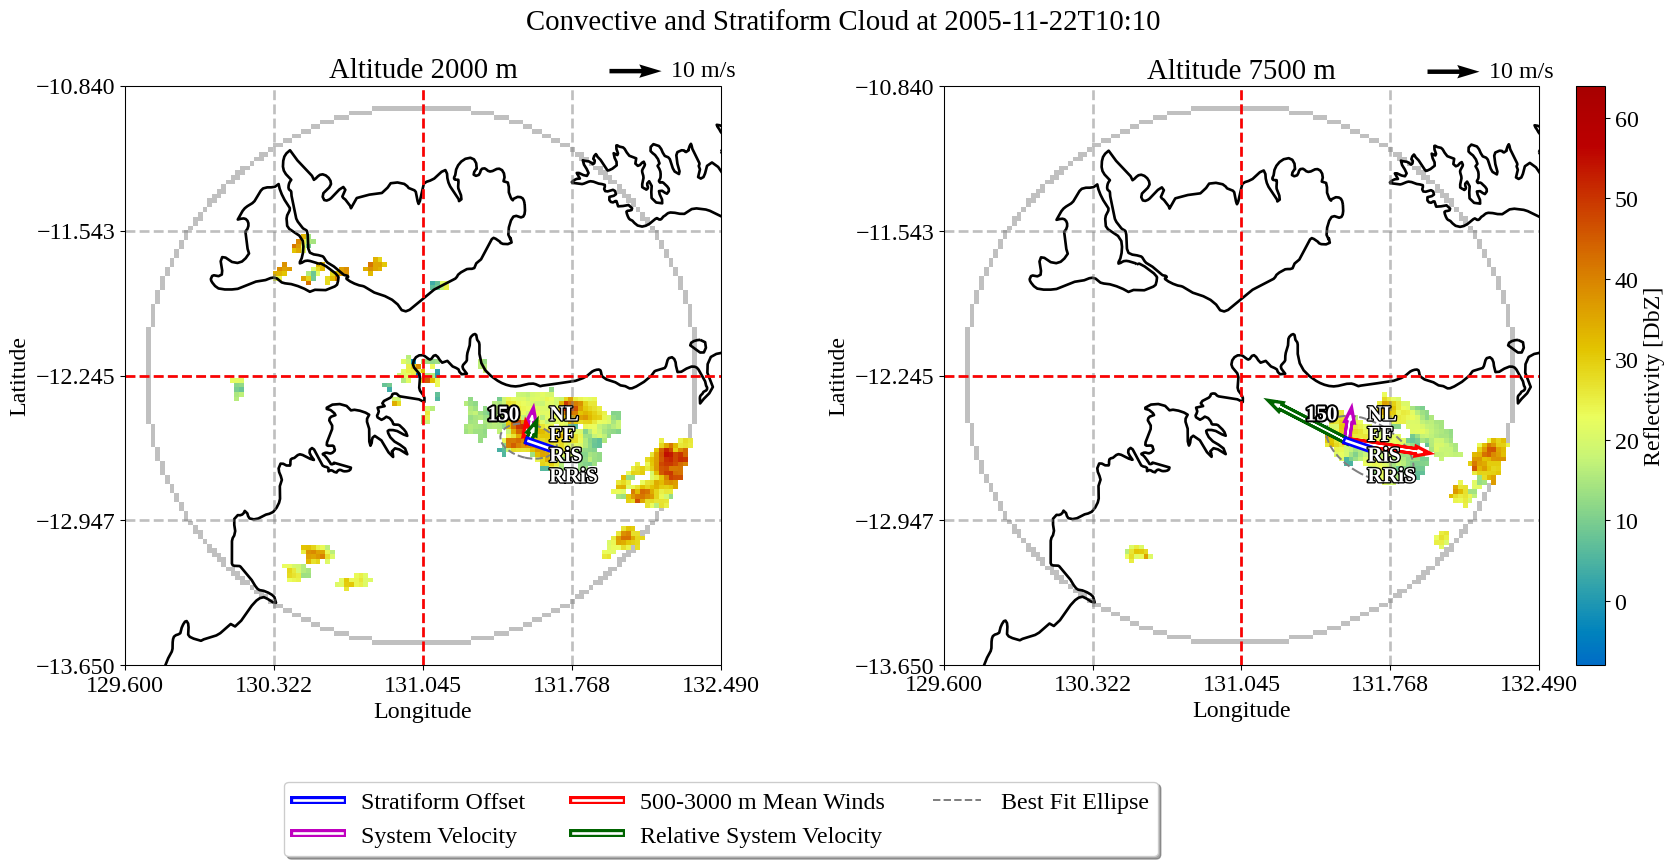 Convective and Stratiform Cloud at 2005-11-22T10:10
Altitude 2000 m
10 m/s
Altitude 7500 m
10 m/s
−10.840
−11.543
−12.245
−12.947
−13.650
Latitude
129.600
130.322
131.045
131.768
132.490
Longitude
150
NL
FF
RiS
RRiS
−10.840
−11.543
−12.245
−12.947
−13.650
Latitude
129.600
130.322
131.045
131.768
132.490
Longitude
150
NL
FF
RiS
RRiS
60
50
40
30
20
10
0
Reflectivity [DbZ]
Stratiform Offset
500-3000 m Mean Winds
Best Fit Ellipse
System Velocity
Relative System Velocity